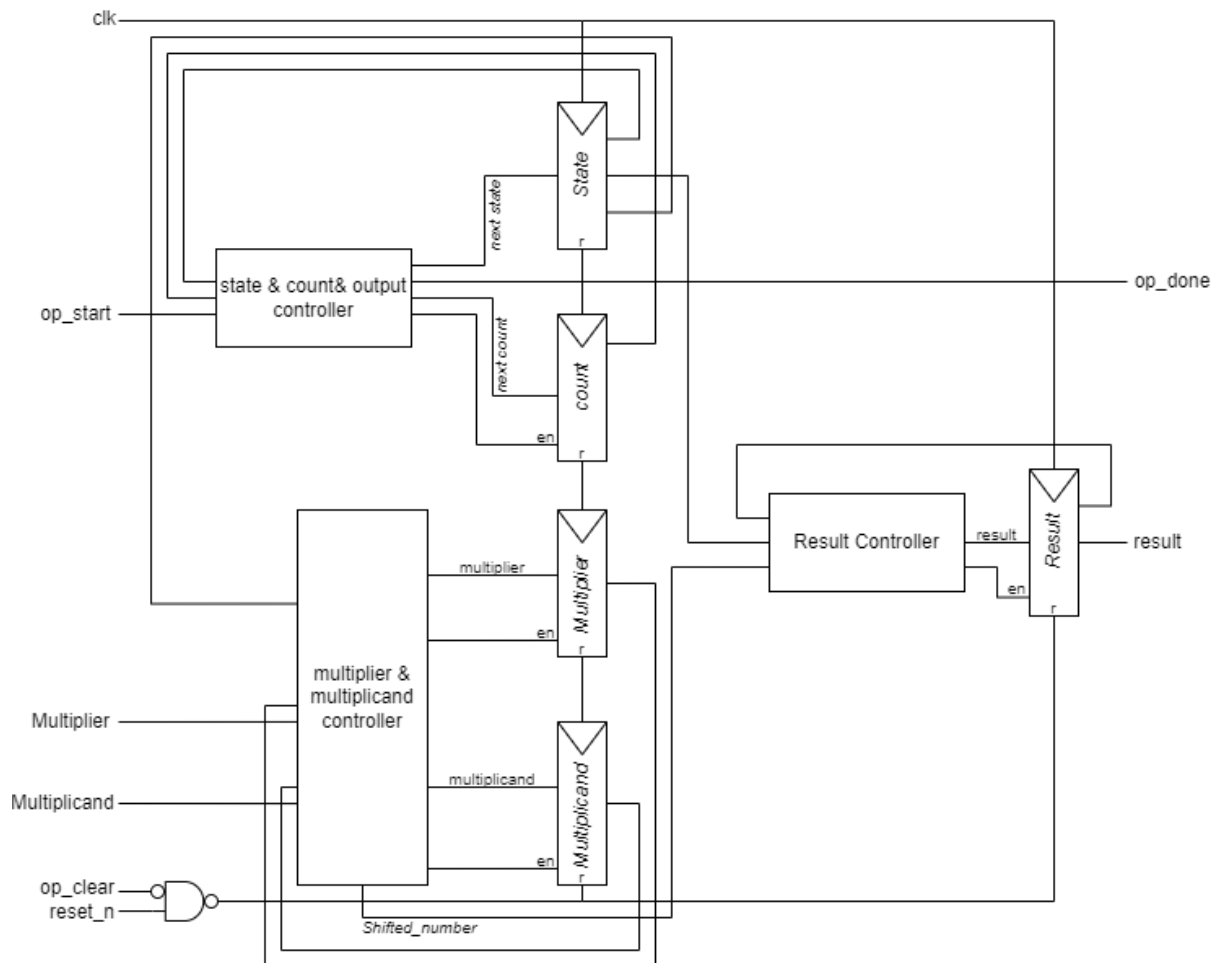 clk
State
next state
r
state & count& output
controller
op_done
op_start
next count
count
en
r
Result Controller
result
Result
result
en
r
multiplier
Multiplier
en
r
multiplier &
multiplicand
controller
Multiplier
multiplicand
Multiplicand
Multiplicand
en
r
op_clear
reset_n
Shifted_number